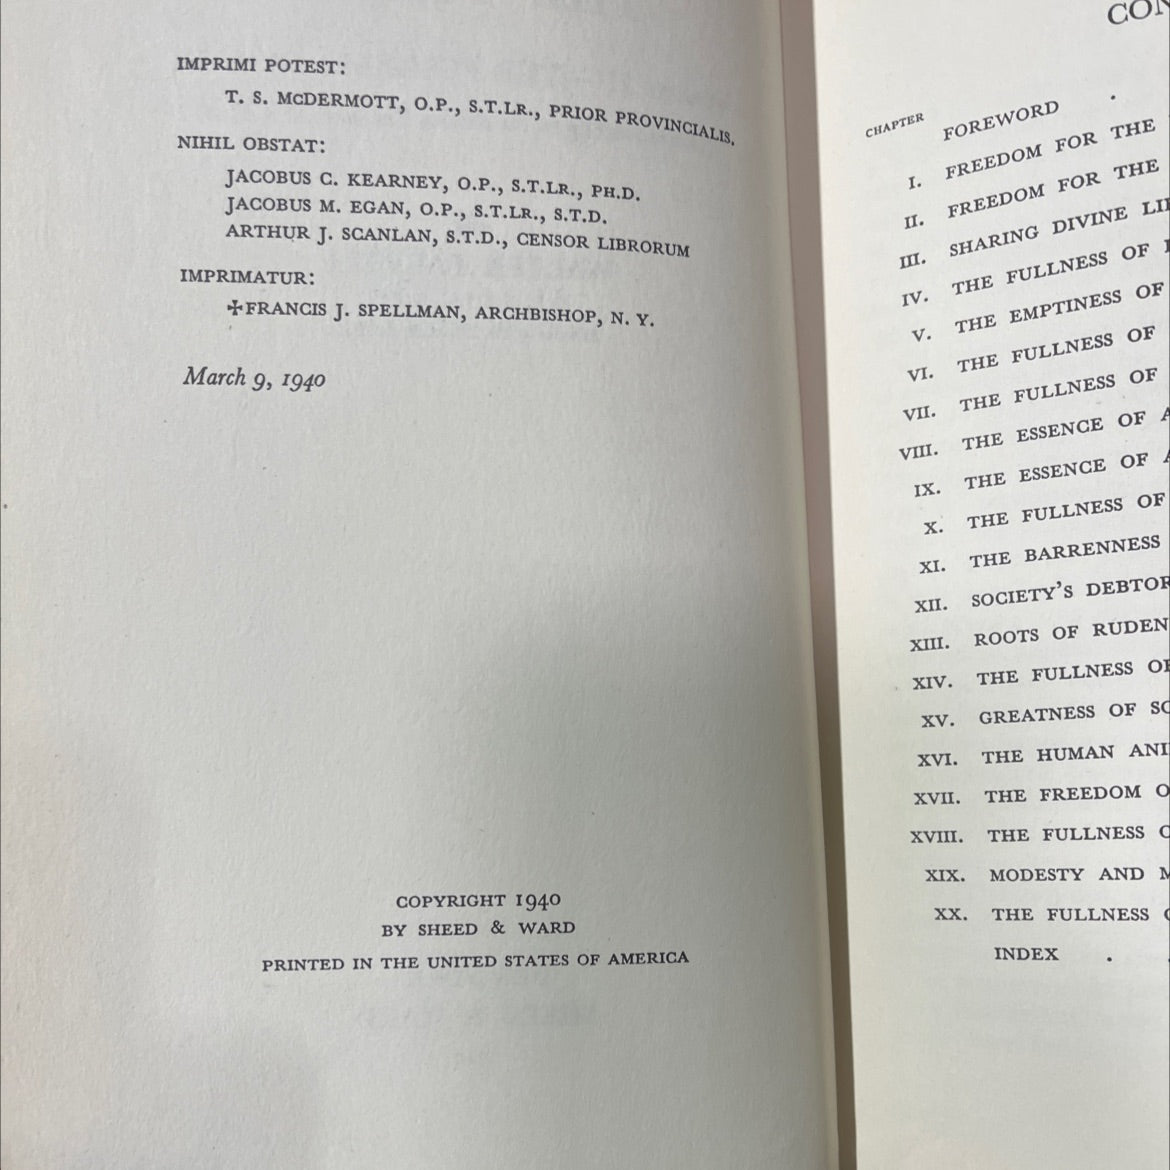 IMPRIMI POTEST:
T. S. McDERMOTT, O.P., S.T.LR., PRIOR PROVINCIALIS.
NIHIL OBSTAT:
JACOBUS C. KEARNEY, O.P., S.T.LR., PH.D.
JACOBUS M. EGAN, O.P., S.T.LR., S.T.D.
ARTHUR J. SCANLAN, S.T.D., CENSOR LIBRORUM
IMPRIMATUR:
✠FRANCIS J. SPELLMAN, ARCHBISHOP, N. Y.
March 9, 1940
COPYRIGHT 1940
BY SHEED & WARD
PRINTED IN THE UNITED STATES OF AMERICA
CON
CHAPTER
FOREWORD .
I. FREEDOM FOR THE
II. FREEDOM FOR THE
III. SHARING DIVINE LI
IV. THE FULLNESS OF
V. THE EMPTINESS OF
VI. THE FULLNESS OF
VII. THE FULLNESS OF
VIII. THE ESSENCE OF A
IX. THE ESSENCE OF A
X. THE FULLNESS OF
XI. THE BARRENNESS
XII. SOCIETY'S DEBTOR
XIII. ROOTS OF RUDEN
XIV. THE FULLNESS OF
XV. GREATNESS OF SO
XVI. THE HUMAN ANI
XVII. THE FREEDOM O
XVIII. THE FULLNESS O
XIX. MODESTY AND M
XX. THE FULLNESS O
INDEX .